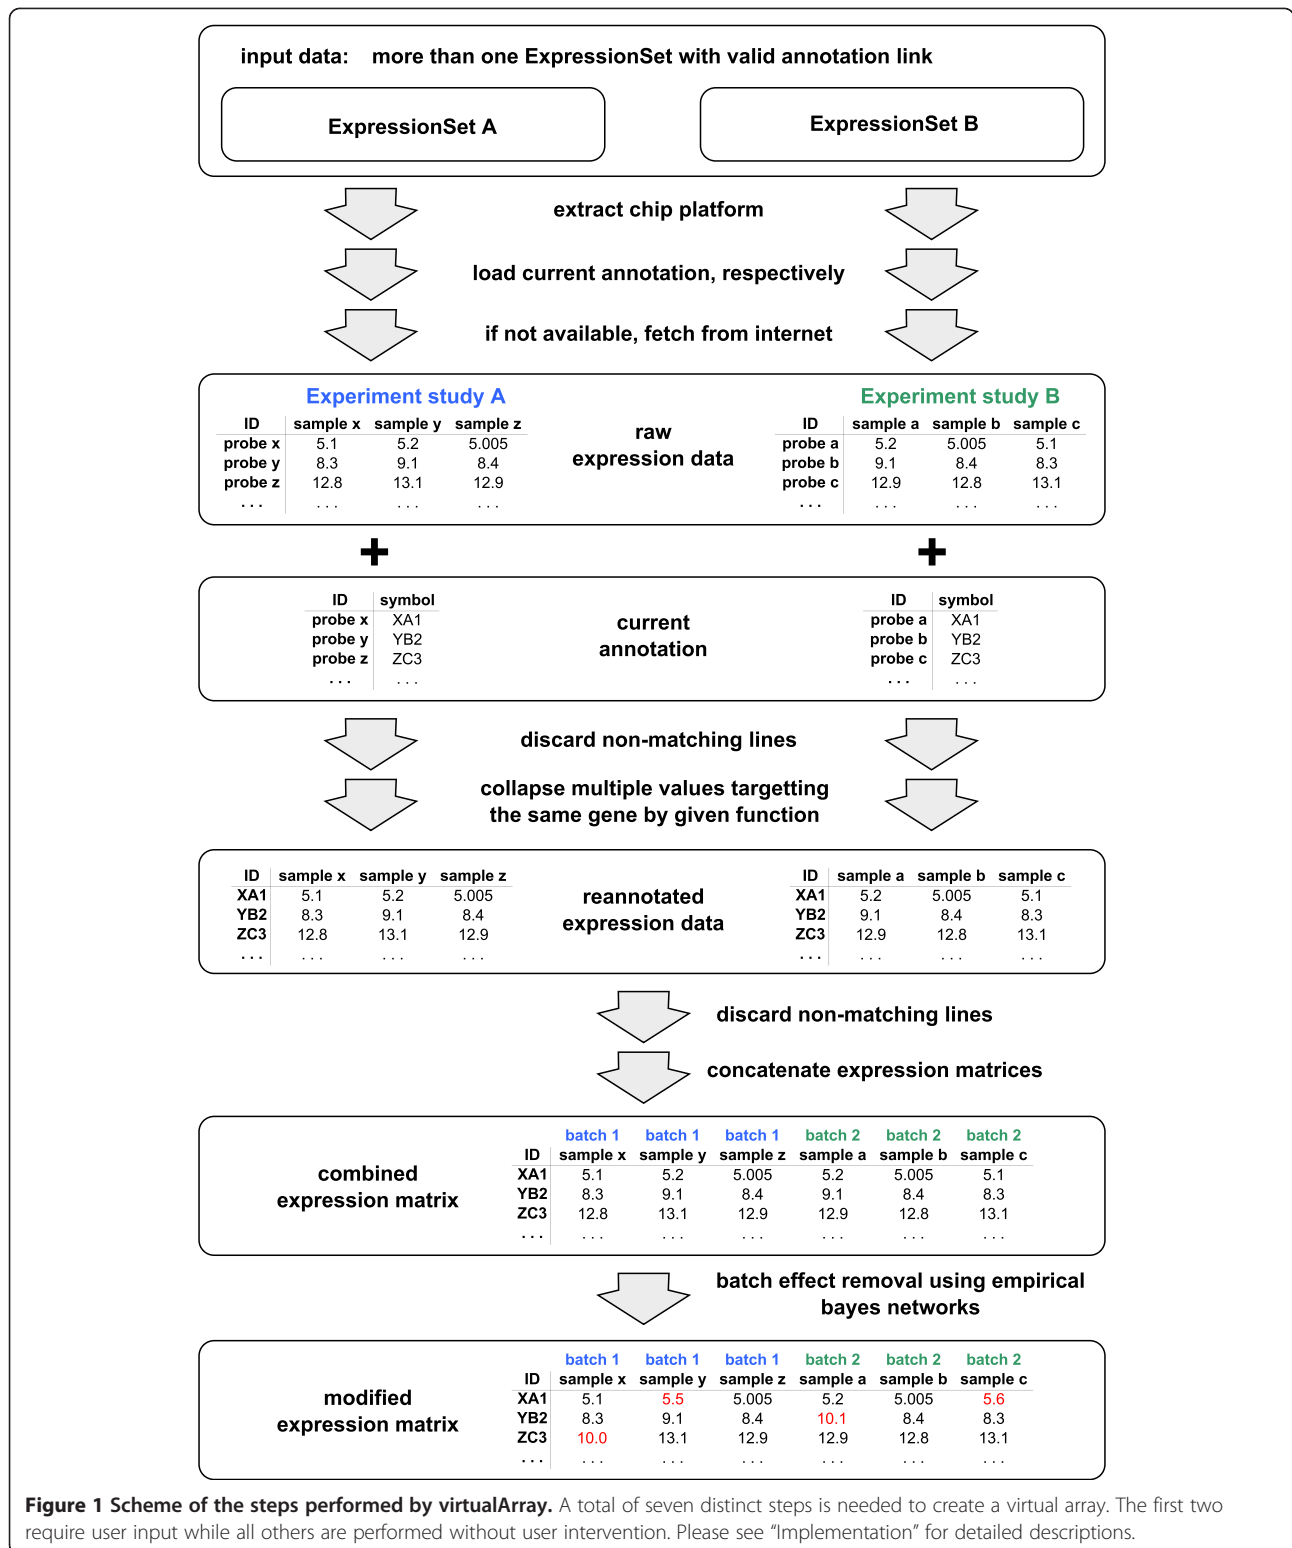 input data: more than one ExpressionSet with valid annotation link
ExpressionSet A
ExpressionSet B
extract chip platform
load current annotation, respectively
if not available, fetch from internet
Experiment study A
ID sample x sample y sample z
probe x 5.1 5.2 5.005
probe y 8.3 9.1 8.4
probe z 12.8 13.1 12.9
. . . . . . . . . . . .
raw
expression data
Experiment study B
ID sample a sample b sample c
probe a 5.2 5.005 5.1
probe b 9.1 8.4 8.3
probe c 12.9 12.8 13.1
. . . . . . . . . . . .
+ +
ID symbol
probe x XA1
probe y YB2
probe z ZC3
. . . . . .
current
annotation
ID symbol
probe a XA1
probe b YB2
probe c ZC3
. . . . . .
discard non-matching lines
collapse multiple values targetting
the same gene by given function
ID sample x sample y sample z
XA1 5.1 5.2 5.005
YB2 8.3 9.1 8.4
ZC3 12.8 13.1 12.9
. . . . . . . . . . . .
reannotated
expression data
ID sample a sample b sample c
XA1 5.2 5.005 5.1
YB2 9.1 8.4 8.3
ZC3 12.9 12.8 13.1
. . . . . . . . . . . .
discard non-matching lines
concatenate expression matrices
combined
expression matrix
batch 1 batch 1 batch 1 batch 2 batch 2 batch 2
ID sample x sample y sample z sample a sample b sample c
XA1 5.1 5.2 5.005 5.2 5.005 5.1
YB2 8.3 9.1 8.4 9.1 8.4 8.3
ZC3 12.8 13.1 12.9 12.9 12.8 13.1
. . . . . . . . . . . . . . . . . . . . .
batch effect removal using empirical
bayes networks
modified
expression matrix
batch 1 batch 1 batch 1 batch 2 batch 2 batch 2
ID sample x sample y sample z sample a sample b sample c
XA1 5.1 5.5 5.005 5.2 5.005 5.6
YB2 8.3 9.1 8.4 10.1 8.4 8.3
ZC3 10.0 13.1 12.9 12.9 12.8 13.1
. . . . . . . . . . . . . . . . . . . . .
Figure 1 Scheme of the steps performed by virtualArray. A total of seven distinct steps is needed to create a virtual array. The first two
require user input while all others are performed without user intervention. Please see “Implementation” for detailed descriptions.